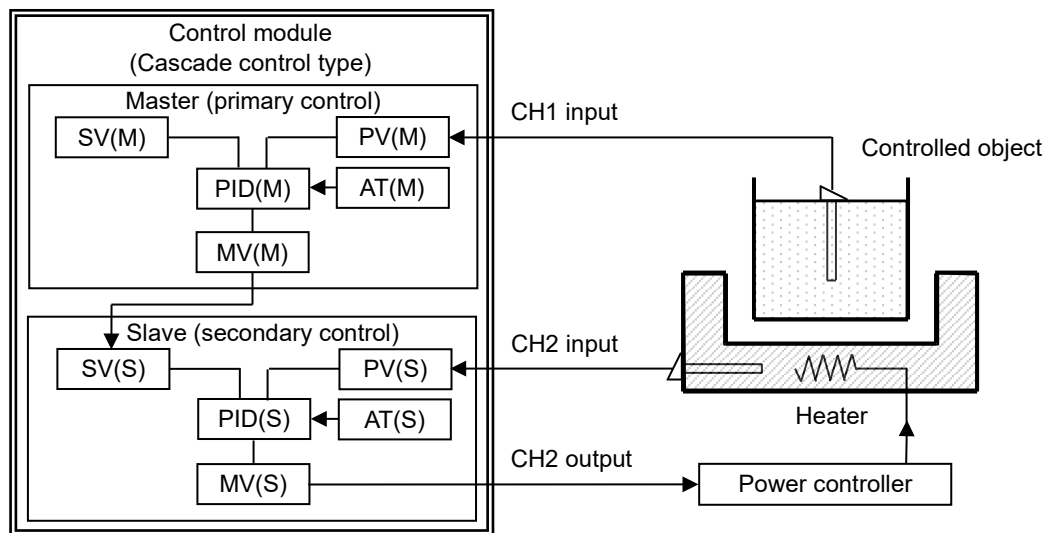 Control module
(Cascade control type)
Master (primary control)
SV(M)
PV(M)
PID(M)
AT(M)
MV(M)
Slave (secondary control)
SV(S)
PV(S)
PID(S)
AT(S)
MV(S)
CH1 input
Controlled object
CH2 input
Heater
CH2 output
Power controller